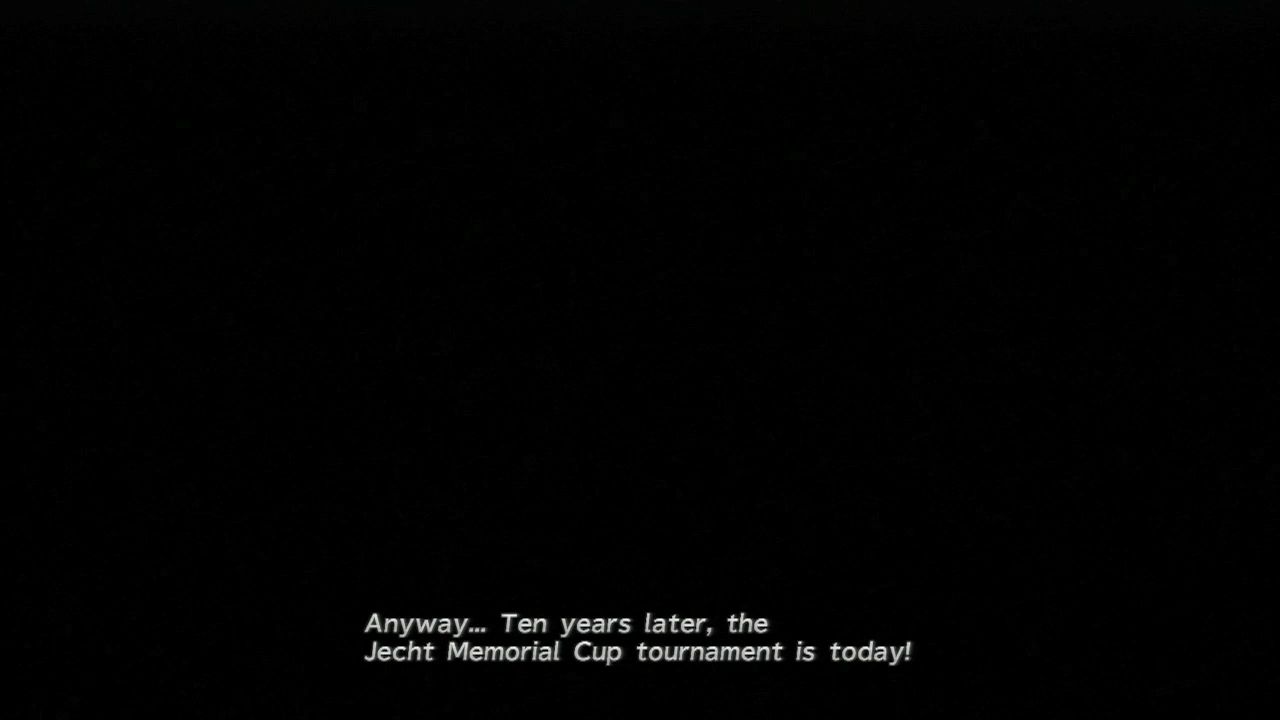 Anyway... Ten years later, the
Jecht Memorial Cup tournament is today!